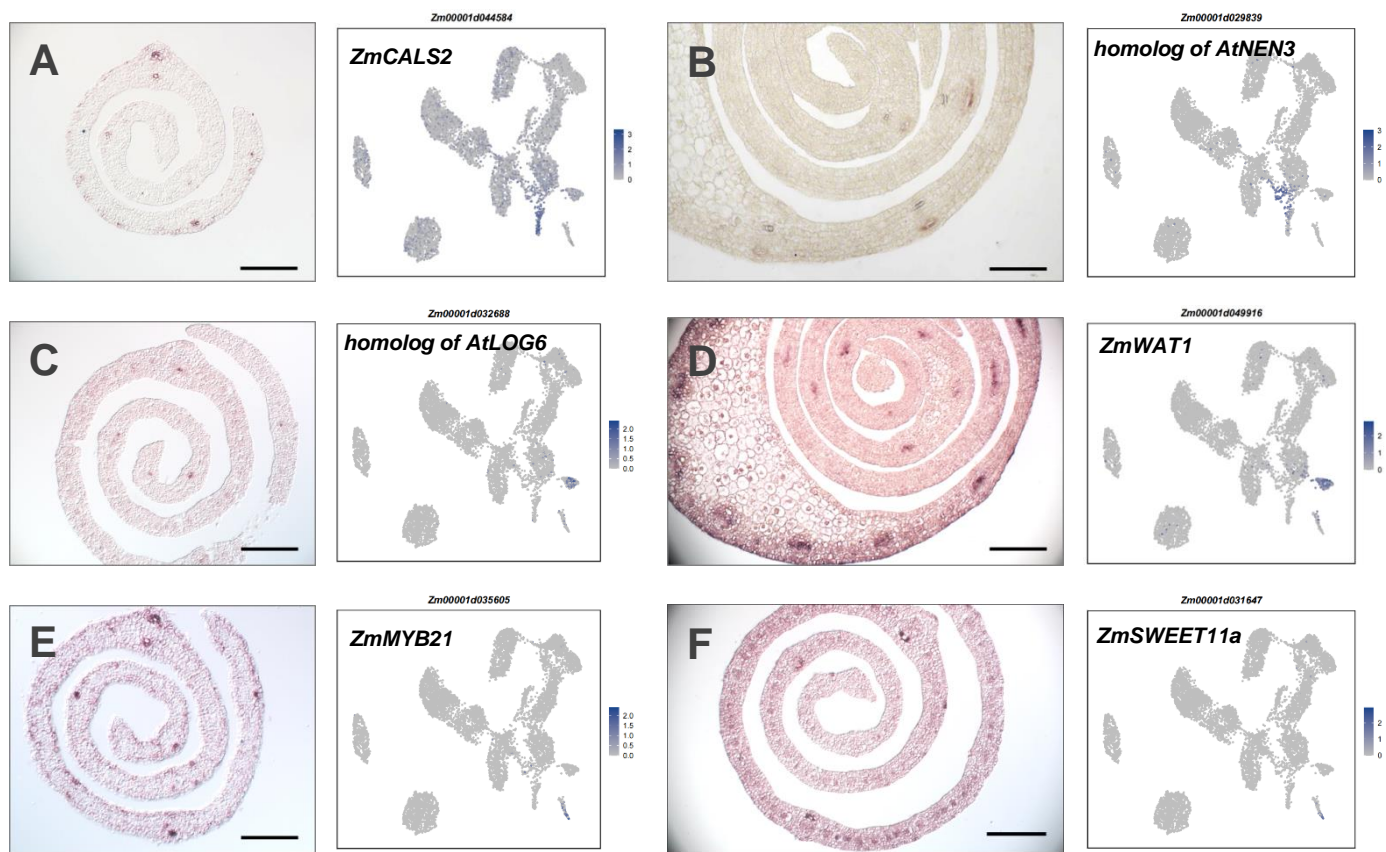 Zm00001d044584
Zm00001d029839
A
ZmCALS2
3
2
1
0
B
homolog of AtNEN3
3
2
1
0
Zm00001d032688
Zm00001d049916
C
homolog of AtLOG6
2.0
1.5
1.0
0.5
0.0
D
ZmWAT1
2
1
0
Zm00001d035605
Zm00001d031647
E
ZmMYB21
2.0
1.5
1.0
0.5
0.0
F
ZmSWEET11a
2
1
0